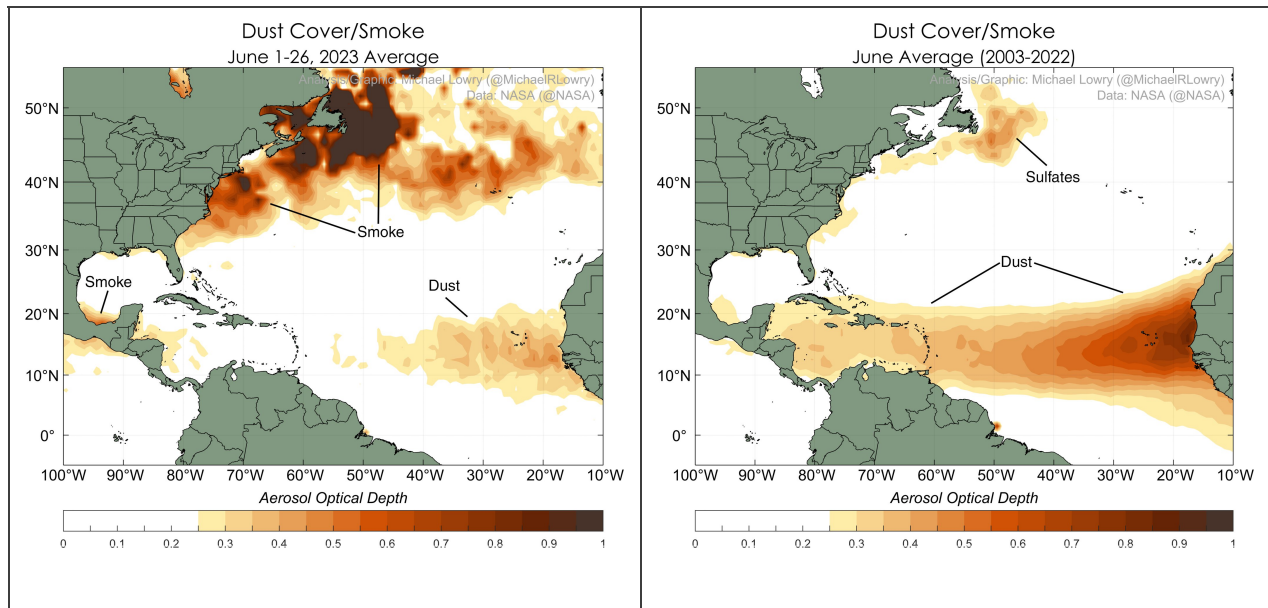 Dust Cover/Smoke
June 1-26, 2023 Average
Analysis/Graphic: Michael Lowry (@MichaelRLowry)
Data: NASA (@NASA)
50°N
40°N
30°N
20°N
10°N
0°
Smoke
Smoke
Dust
100°W 90°W 80°W 70°W 60°W 50°W 40°W 30°W 20°W 10°W
Aerosol Optical Depth
0 0.1 0.2 0.3 0.4 0.5 0.6 0.7 0.8 0.9 1
Dust Cover/Smoke
June Average (2003-2022)
Analysis/Graphic: Michael Lowry (@MichaelRLowry)
Data: NASA (@NASA)
50°N
40°N
30°N
20°N
10°N
0°
Sulfates
Dust
100°W 90°W 80°W 70°W 60°W 50°W 40°W 30°W 20°W 10°W
Aerosol Optical Depth
0 0.1 0.2 0.3 0.4 0.5 0.6 0.7 0.8 0.9 1